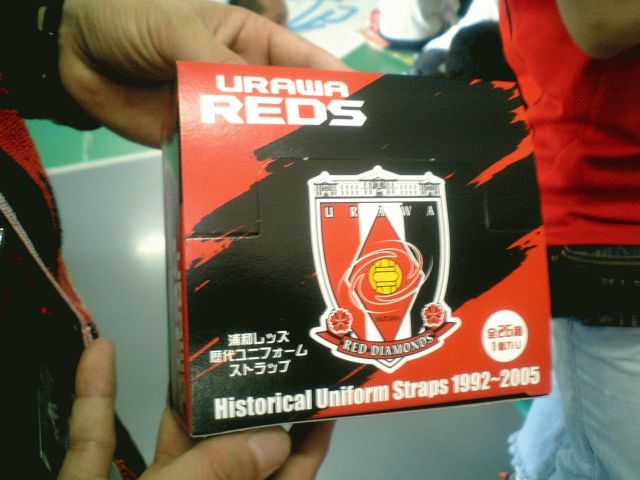 URAWA
REDS
URAWA
RED DIAMONDS
浦和レッズ
歴代ユニフォーム
ストラップ
全26種
1個入り
Historical Uniform Straps 1992~2005